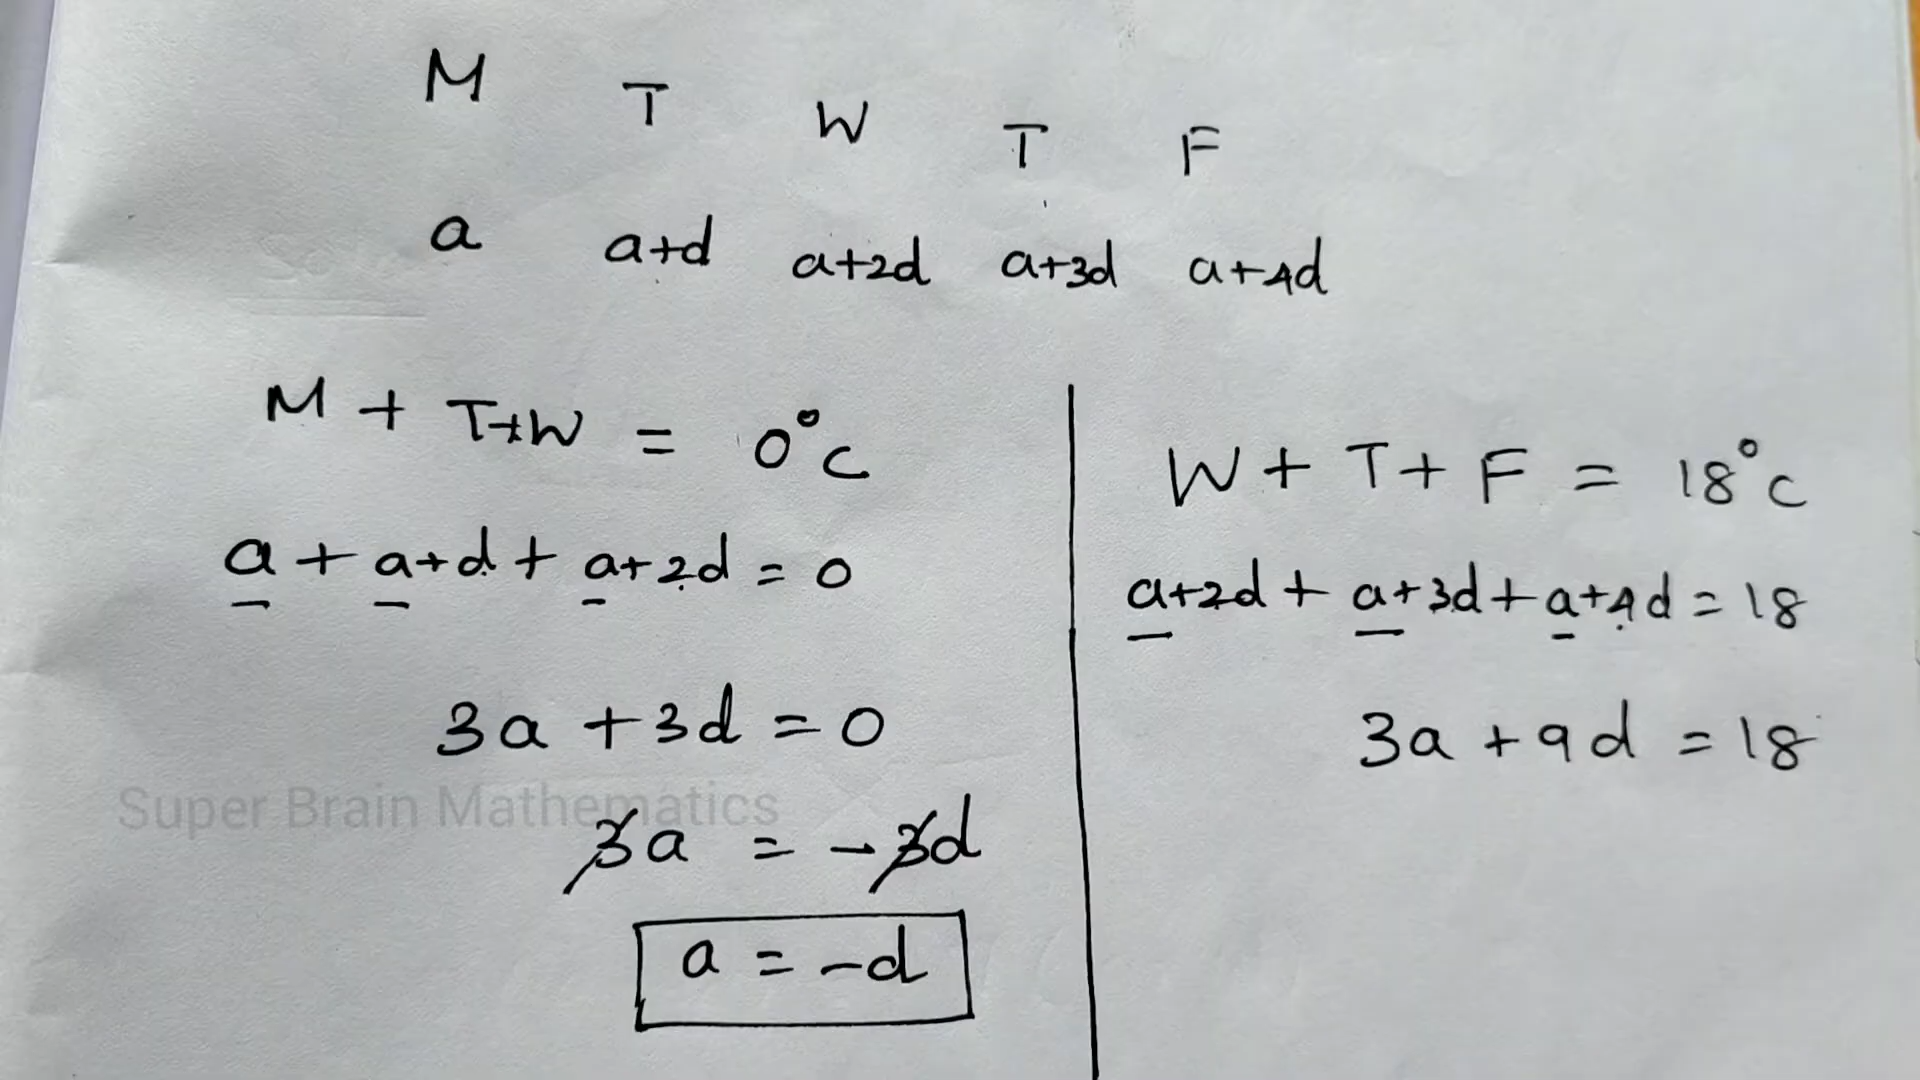 M T W T F
a a+d a+2d a+3d a+4d
M + T+W = 0°c
a + a+d + a+2d = 0
3a + 3d = 0
3a = -3d
a = -d
W + T + F = 18°c
a+2d + a+3d + a+4d = 18
3a + 9d = 18
Super Brain Mathematics